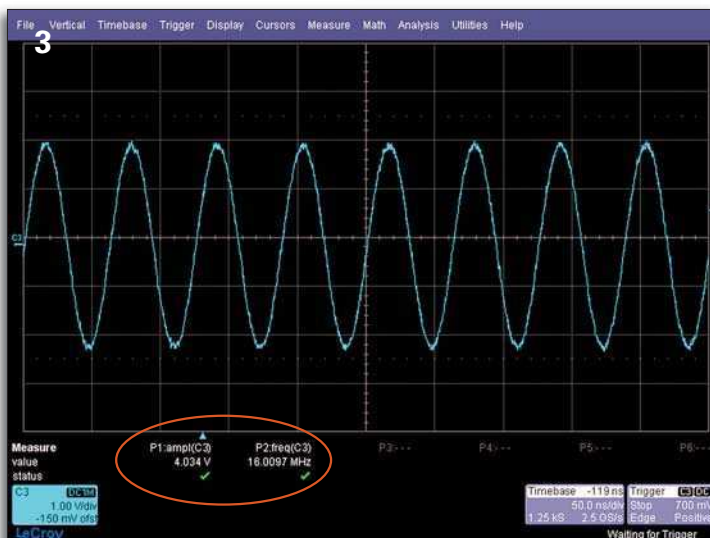 File Vertical Timebase Trigger Display Cursors Measure Math Analysis Utilities Help
3
C3
Measure P1:ampl(C3) P2:freq(C3) P3:--- P4:--- P5:--- P6:---
value 4.034 V 16.0097 MHz
status
C3 DC1M
1.00 V/div
-150 mV ofst
Timebase -119 ns
50.0 ns/div
1.25 kS 2.5 GS/s
Trigger C3 DC
Stop 700 mV
Edge Positive
LeCroy
Waiting for Trigger